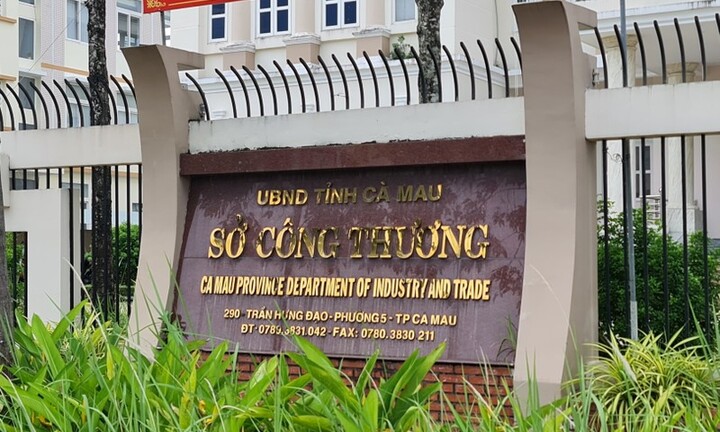 UBND TỈNH CÀ MAU
SỞ CÔNG THƯƠNG
CA MAU PROVINCE DEPARTMENT OF INDUSTRY AND TRADE
290 - TRẦN HƯNG ĐẠO - PHƯỜNG 5 - TP CÀ MAU
ĐT: 0789.3831.042 - FAX: 0780.3830 211